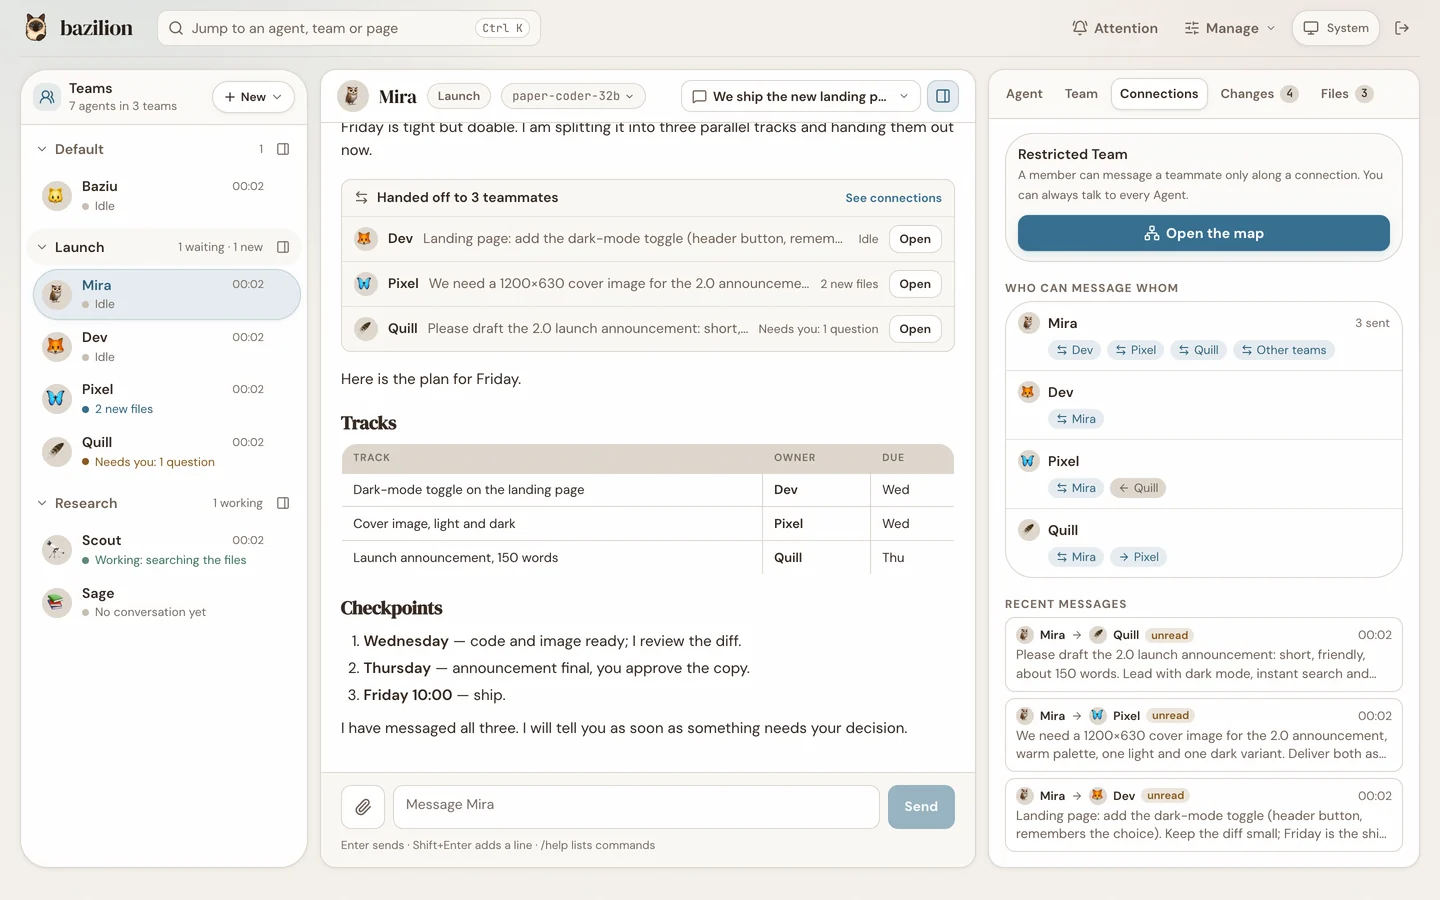 bazilion
Jump to an agent, team or page
Ctrl K
Attention
Manage
System
Teams
7 agents in 3 teams
+ New
Default
1
Baziu
00:02
Idle
Launch
1 waiting · 1 new
Mira
00:02
Idle
Dev
00:02
Idle
Pixel
00:02
2 new files
Quill
00:02
Needs you: 1 question
Research
1 working
Scout
00:02
Working: searching the files
Sage
No conversation yet
Mira
Launch
paper-coder-32b
We ship the new landing p...
Friday is tight but doable. I am splitting it into three parallel tracks and handing them out
now.
Handed off to 3 teammates
See connections
Dev Landing page: add the dark-mode toggle (header button, remem... Idle Open
Pixel We need a 1200×630 cover image for the 2.0 announceme... 2 new files Open
Quill Please draft the 2.0 launch announcement: short,... Needs you: 1 question Open
Here is the plan for Friday.
Tracks
TRACK OWNER DUE
Dark-mode toggle on the landing page Dev Wed
Cover image, light and dark Pixel Wed
Launch announcement, 150 words Quill Thu
Checkpoints
1. Wednesday — code and image ready; I review the diff.
2. Thursday — announcement final, you approve the copy.
3. Friday 10:00 — ship.
I have messaged all three. I will tell you as soon as something needs your decision.
Message Mira
Send
Enter sends · Shift+Enter adds a line · /help lists commands
Agent
Team
Connections
Changes 4
Files 3
Restricted Team
A member can message a teammate only along a connection. You
can always talk to every Agent.
Open the map
WHO CAN MESSAGE WHOM
Mira
3 sent
⇆ Dev ⇆ Pixel ⇆ Quill ⇆ Other teams
Dev
⇆ Mira
Pixel
⇆ Mira ← Quill
Quill
⇆ Mira → Pixel
RECENT MESSAGES
Mira → Quill unread 00:02
Please draft the 2.0 launch announcement: short, friendly,
about 150 words. Lead with dark mode, instant search and...
Mira → Pixel unread 00:02
We need a 1200×630 cover image for the 2.0 announcement,
warm palette, one light and one dark variant. Deliver both as...
Mira → Dev unread 00:02
Landing page: add the dark-mode toggle (header button,
remembers the choice). Keep the diff small; Friday is the shi...